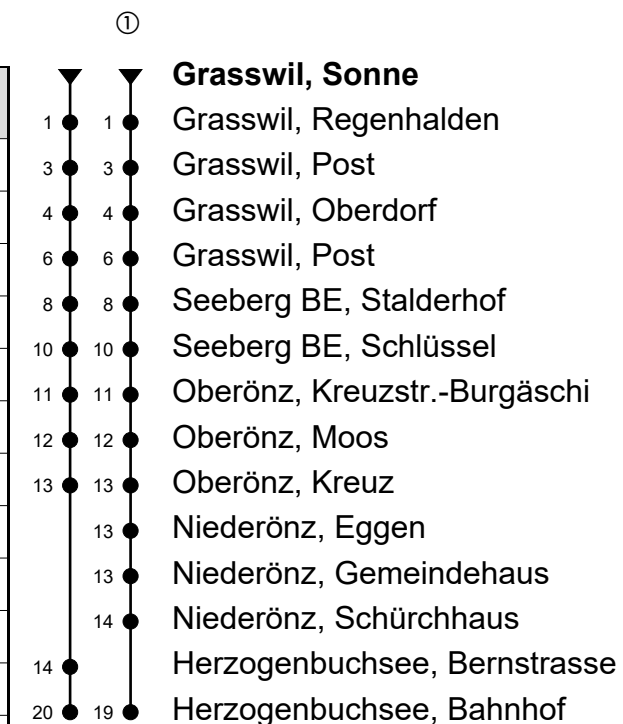 ①
Grasswil, Sonne
1 1 Grasswil, Regenhalden
3 3 Grasswil, Post
4 4 Grasswil, Oberdorf
6 6 Grasswil, Post
8 8 Seeberg BE, Stalderhof
10 10 Seeberg BE, Schlüssel
11 11 Oberönz, Kreuzstr.-Burgäschi
12 12 Oberönz, Moos
13 13 Oberönz, Kreuz
13 Niederönz, Eggen
13 Niederönz, Gemeindehaus
14 Niederönz, Schürchhaus
14 Herzogenbuchsee, Bernstrasse
20 19 Herzogenbuchsee, Bahnhof